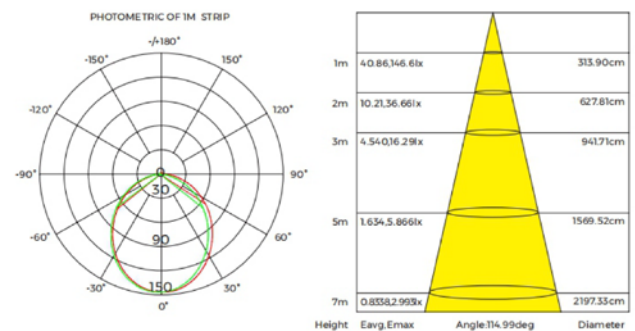 PHOTOMETRIC OF 1M STRIP
-/+180°
-150° 150°
-120° 120°
-90° 90°
-60° 60°
-30° 30°
0°
0
30
90
150
1m 40.86,146.6lx 313.90cm
2m 10.21,36.66lx 627.81cm
3m 4.540,16.29lx 941.71cm
5m 1.634,5.866lx 1569.52cm
7m 0.8338,2.993lx 2197.33cm
Height Eavg,Emax Angle:114.99deg Diameter